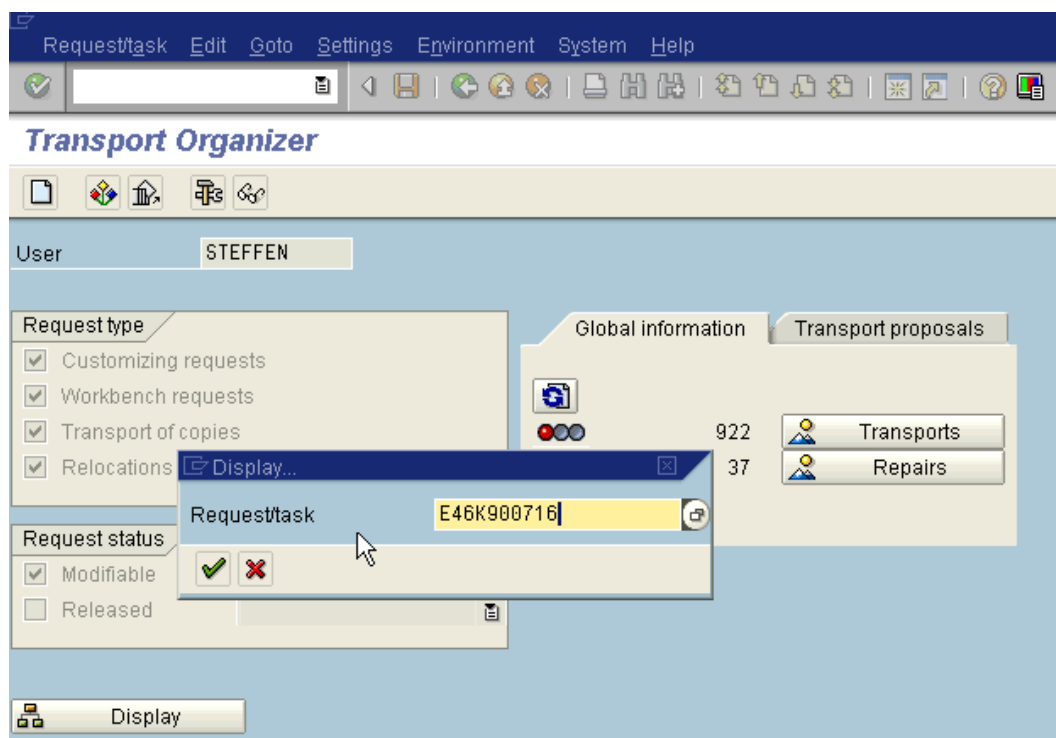 Request/task Edit Goto Settings Environment System Help
Transport Organizer
User STEFFEN
Request type
Customizing requests
Workbench requests
Transport of copies
Relocations
Global information Transport proposals
922 Transports
37 Repairs
Display...
Request/task E46K900716
Request status
Modifiable
Released
Display